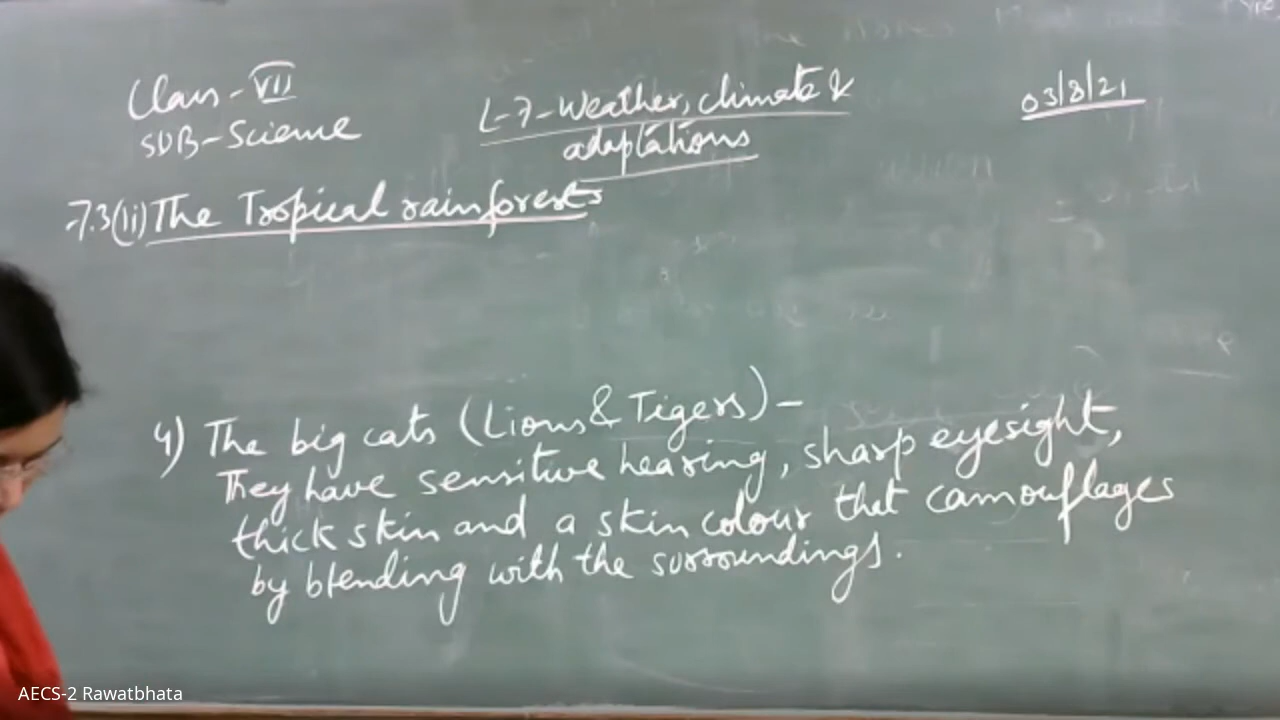 Class - VII
SUB - Science
L-7 - Weather, climate &
adaptations
03/8/21
7.3(ii) The Tropical rainforests
4) The big cats (Lions & Tigers) -
They have sensitive hearing, sharp eyesight,
thick skin and a skin colour that camouflages
by blending with the surroundings.
AECS-2 Rawatbhata